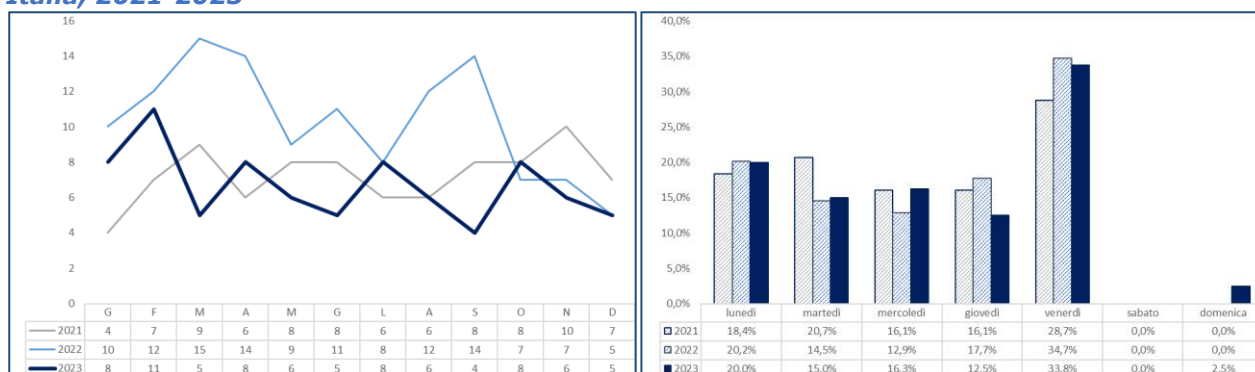 Italia, 2021-2023
16
14
12
10
8
6
4
2
0
G F M A M G L A S O N D
2021 4 7 9 6 8 8 6 6 8 8 10 7
2022 10 12 15 14 9 11 8 12 14 7 7 5
2023 8 11 5 8 6 5 8 6 4 8 6 5
40,0%
35,0%
30,0%
25,0%
20,0%
15,0%
10,0%
5,0%
0,0%
lunedì martedì mercoledì giovedì venerdì sabato domenica
2021 18,4% 20,7% 16,1% 16,1% 28,7% 0,0% 0,0%
2022 20,2% 14,5% 12,9% 17,7% 34,7% 0,0% 0,0%
2023 20,0% 15,0% 16,3% 12,5% 33,8% 0,0% 2,5%